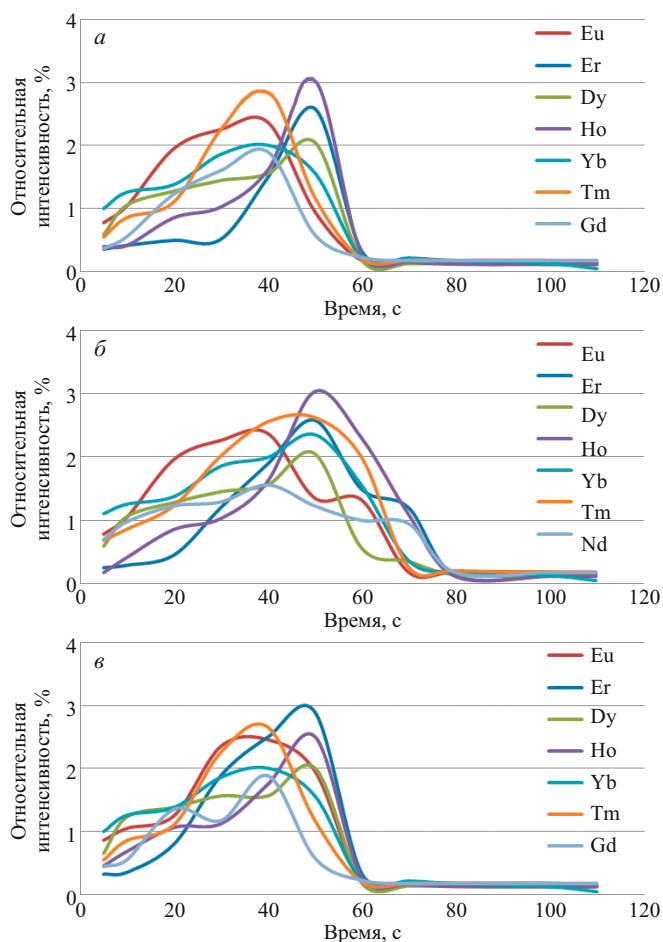 а
Относительная
интенсивность, %
4
3
2
1
0
0 20 40 60 80 100 120
Время, с
Eu
Er
Dy
Ho
Yb
Tm
Gd
б
Относительная
интенсивность, %
4
3
2
1
0
0 20 40 60 80 100 120
Время, с
Eu
Er
Dy
Ho
Yb
Tm
Nd
в
Относительная
интенсивность, %
4
3
2
1
0
0 20 40 60 80 100 120
Время, с
Eu
Er
Dy
Ho
Yb
Tm
Gd